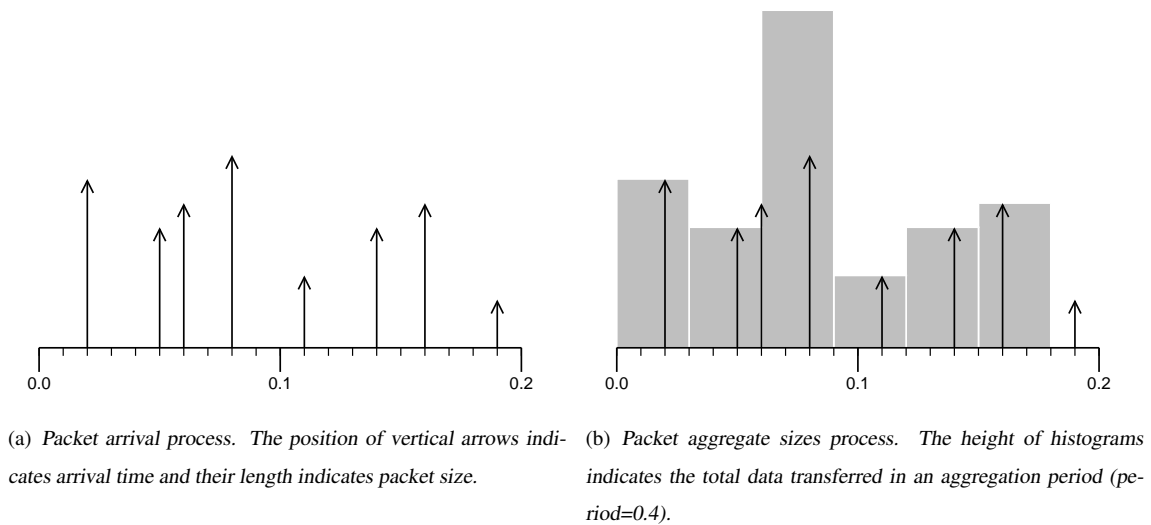 0.0 0.1 0.2
0.0 0.1 0.2
(a) Packet arrival process. The position of vertical arrows indi-
cates arrival time and their length indicates packet size.
(b) Packet aggregate sizes process. The height of histograms
indicates the total data transferred in an aggregation period (pe-
riod=0.4).